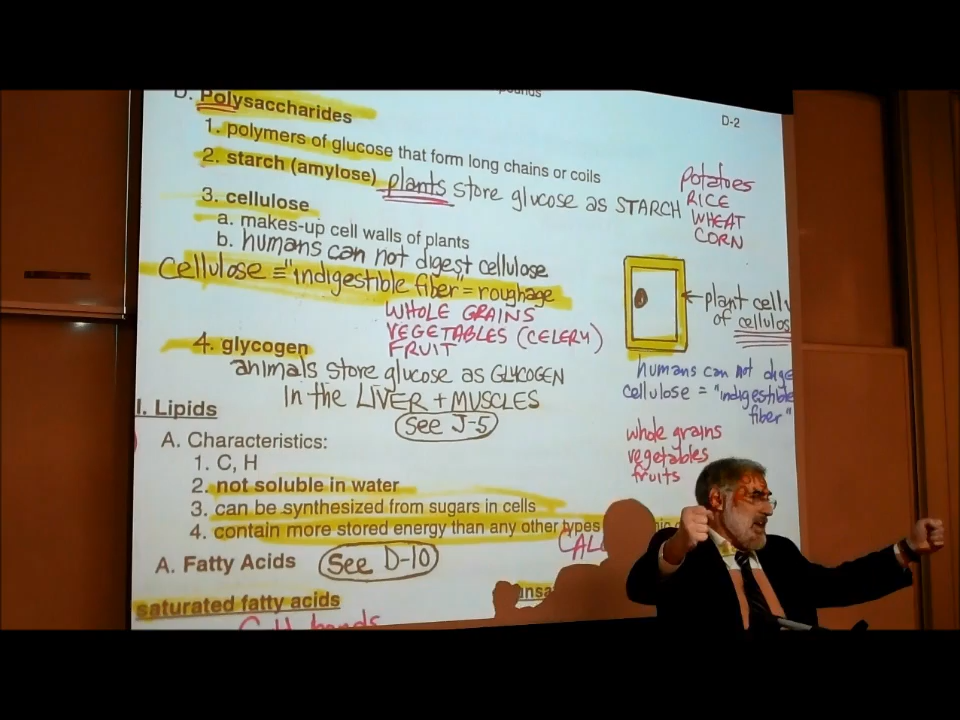 D. Polysaccharides
D-2
1. polymers of glucose that form long chains or coils
2. starch (amylose) plants store glucose as STARCH
potatoes
RICE
WHEAT
CORN
3. cellulose
a. makes-up cell walls of plants
b. humans can not digest cellulose
cellulose ≡ "indigestible fiber = roughage
WHOLE GRAINS
VEGETABLES (CELERY)
FRUIT
plant cell
of cellulos
humans can not dige
cellulose = "indigestible
fiber"
whole grains
vegetables
fruits
4. glycogen
animals store glucose as GLYCOGEN
In the LIVER + MUSCLES
See J-5
I. Lipids
A. Characteristics:
1. C, H
2. not soluble in water
3. can be synthesized from sugars in cells
4. contain more stored energy than any other types
A. Fatty Acids See D-10
saturated fatty acids
C-H bonds